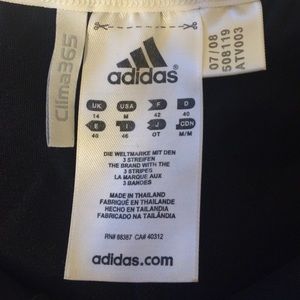 Clima365
adidas
07/08
508119
ATV003
UK USA F D
14 M 42 40
E I J CDN
46 46 OT M/M
DIE WELTMARKE MIT DEN
3 STREIFEN
THE BRAND WITH THE
3 STRIPES
LA MARQUE AUX
3 BANDES
MADE IN THAILAND
FABRIQUÉ EN THAILANDE
HECHO EN TAILANDIA
FABRICADO NA TAILÂNDIA
RN# 88387 CA# 40312
adidas.com